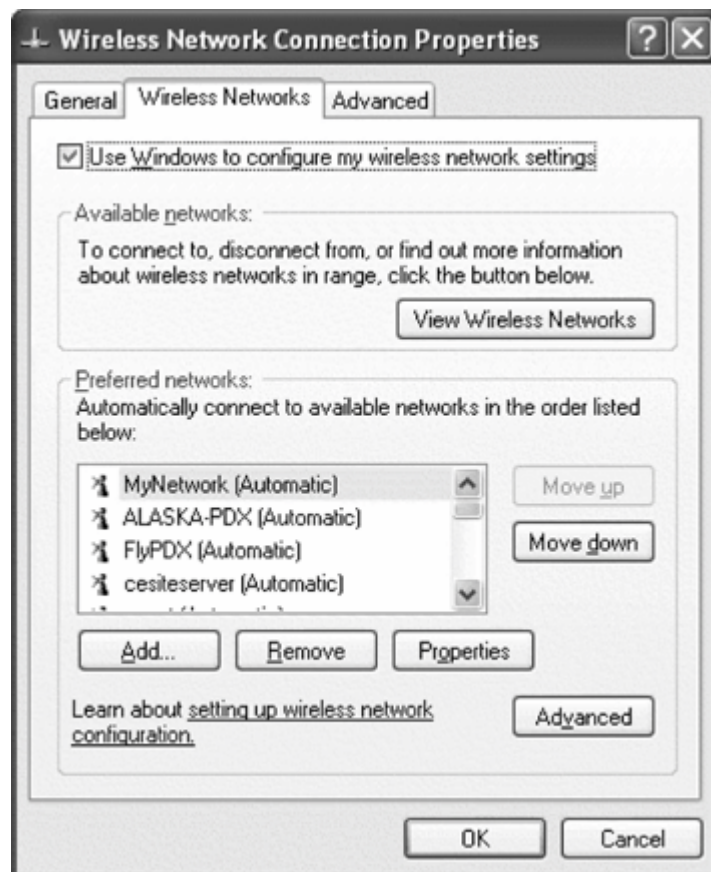 Wireless Network Connection Properties
General Wireless Networks Advanced
Use Windows to configure my wireless network settings
Available networks:
To connect to, disconnect from, or find out more information
about wireless networks in range, click the button below.
View Wireless Networks
Preferred networks:
Automatically connect to available networks in the order listed
below:
MyNetwork (Automatic)
ALASKA-PDX (Automatic)
FlyPDX (Automatic)
cesiteserver (Automatic)
Move up
Move down
Add... Remove Properties
Learn about setting up wireless network
configuration.
Advanced
OK Cancel